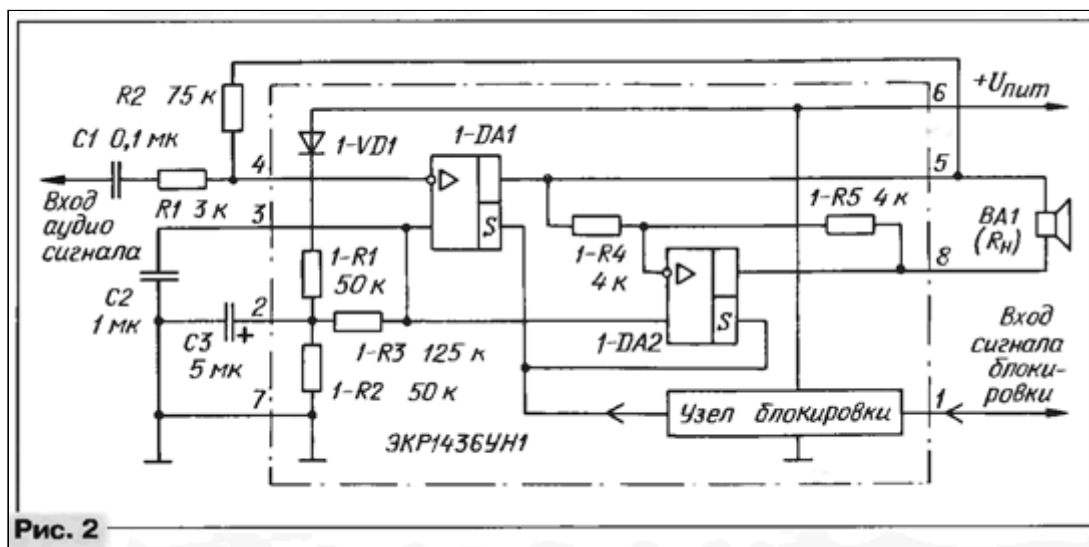 R2 75 к
C1 0,1 мк
Вход
аудио
сигнала
R1 3 к
4
3
C2
1 мк
C3
5 мк
+
2
7
1-VD1
1-R1
50 к
1-R3 125 к
1-R2 50 к
1-DA1
S
1-R4
4 к
1-R5 4 к
1-DA2
S
Узел блокировки
ЭКР1436УН1
6
+Uпит
5
BA1
(Rн)
8
Вход
сигнала
блоки-
ровки
1
Рис. 2